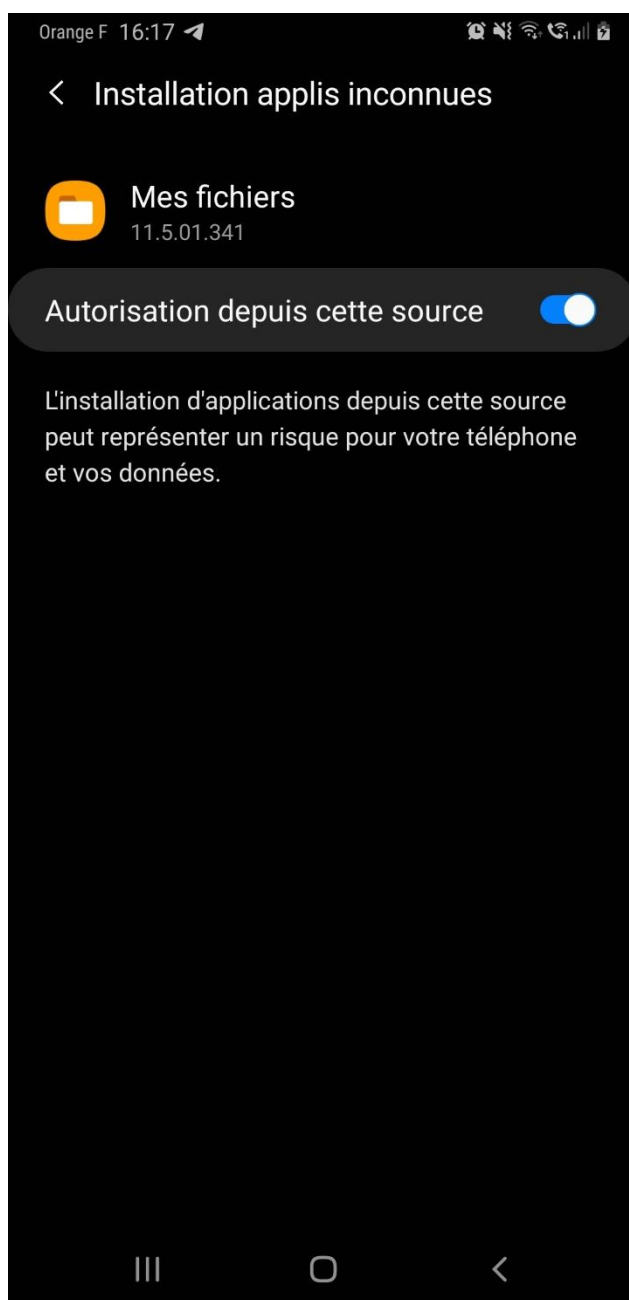 Orange F 16:17
Installation applis inconnues
Mes fichiers
11.5.01.341
Autorisation depuis cette source
L'installation d'applications depuis cette source
peut représenter un risque pour votre téléphone
et vos données.